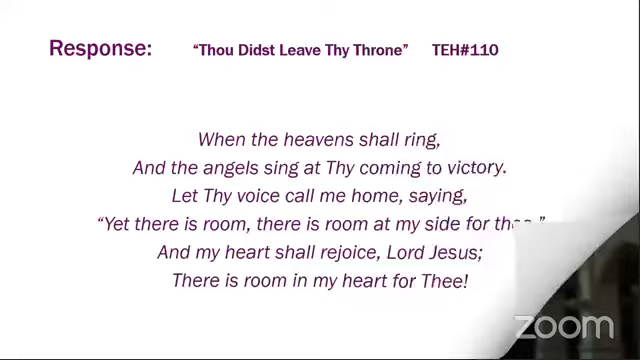 Response: “Thou Didst Leave Thy Throne” TEH#110
When the heavens shall ring,
And the angels sing at Thy coming to victory.
Let Thy voice call me home, saying,
“Yet there is room, there is room at my side for thee.”
And my heart shall rejoice, Lord Jesus;
There is room in my heart for Thee!
zoom